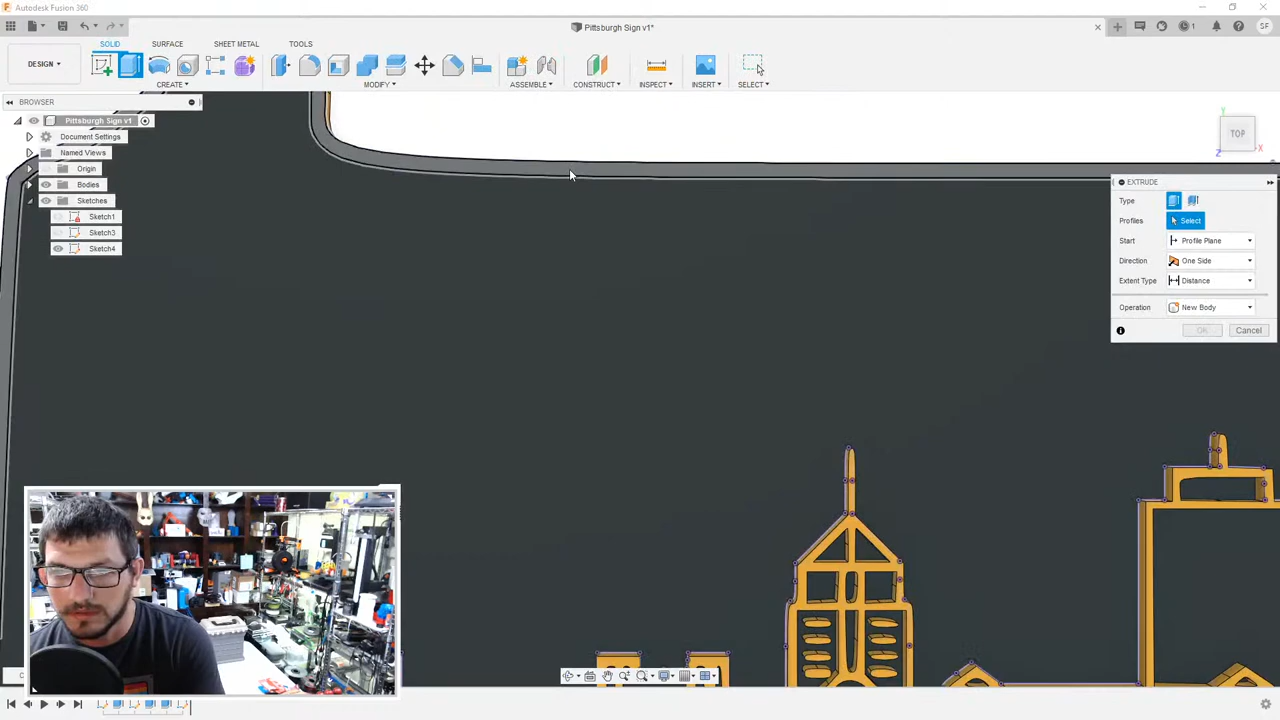 Autodesk Fusion 360
Pittsburgh Sign v1*
1
SF
DESIGN
SOLID
SURFACE
SHEET METAL
TOOLS
CREATE
MODIFY
ASSEMBLE
CONSTRUCT
INSPECT
INSERT
SELECT
BROWSER
Pittsburgh Sign v1
Document Settings
Named Views
Origin
Bodies
Sketches
Sketch1
Sketch3
Sketch4
Y
TOP
X
Z
EXTRUDE
Type
Profiles
Select
Start
Profile Plane
Direction
One Side
Extent Type
Distance
Operation
New Body
OK
Cancel